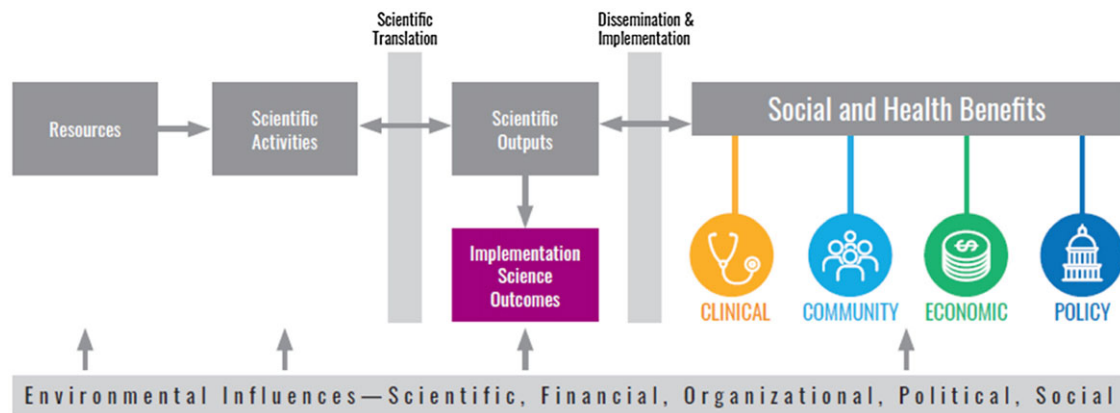 Scientific
Translation
Dissemination &
Implementation
Resources
Scientific
Activities
Scientific
Outputs
Social and Health Benefits
Implementation
Science
Outcomes
CLINICAL
COMMUNITY
ECONOMIC
POLICY
Environmental Influences—Scientific, Financial, Organizational, Political, Social